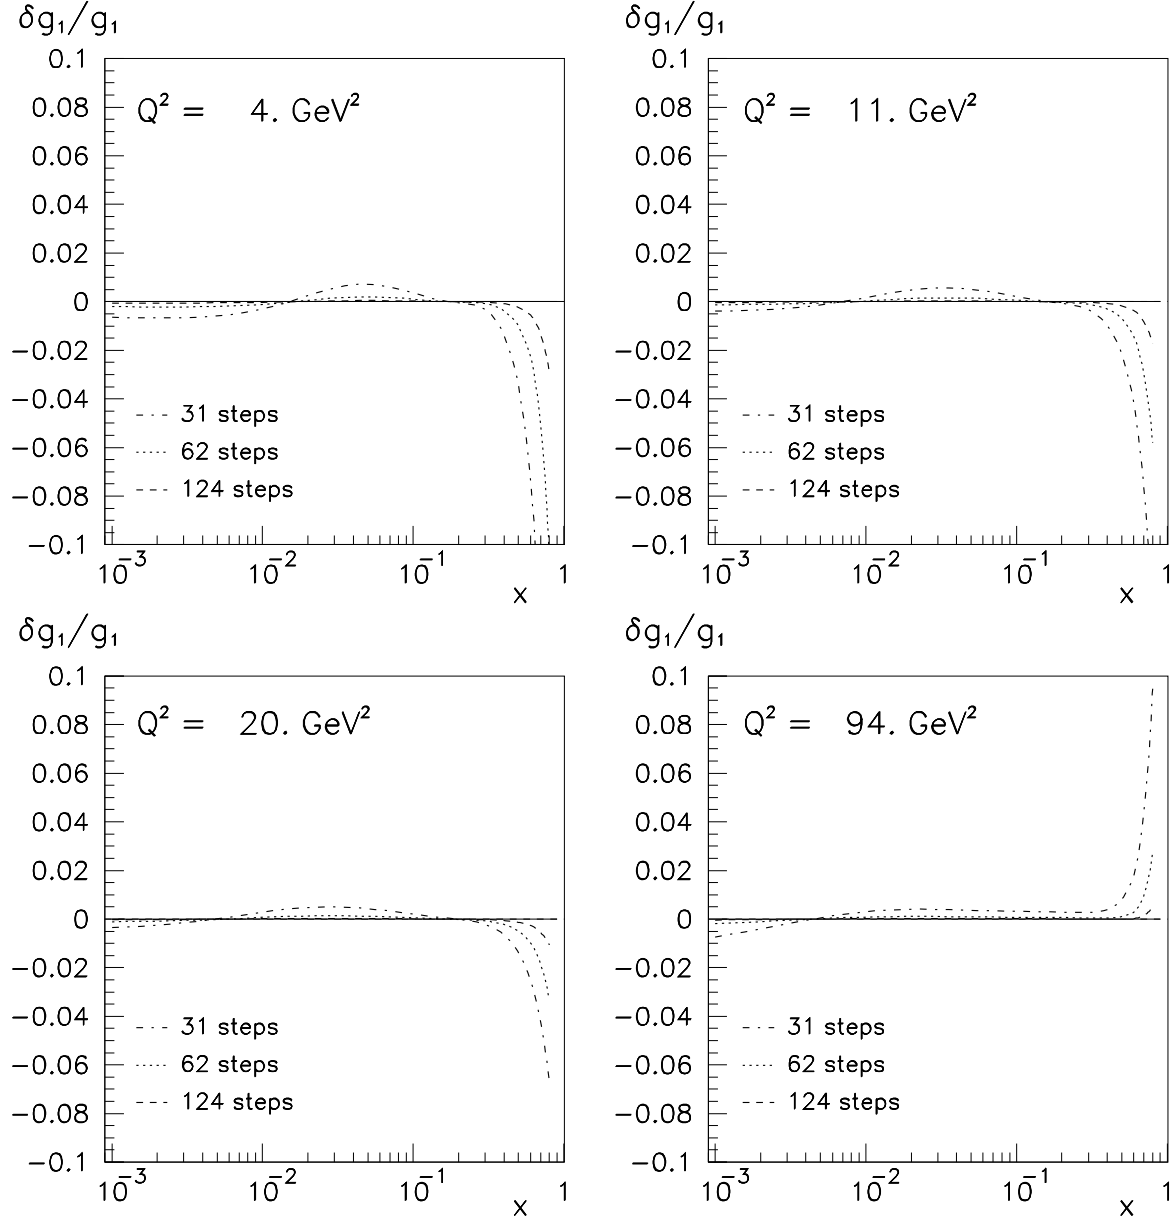 δg₁/g₁
0.1
0.08
0.06
0.04
0.02
0
−0.02
−0.04
−0.06
−0.08
−0.1
Q² = 4. GeV²
31 steps
62 steps
124 steps
10⁻³ 10⁻² 10⁻¹ 1
x
δg₁/g₁
0.1
0.08
0.06
0.04
0.02
0
−0.02
−0.04
−0.06
−0.08
−0.1
Q² = 11. GeV²
31 steps
62 steps
124 steps
10⁻³ 10⁻² 10⁻¹ 1
x
δg₁/g₁
0.1
0.08
0.06
0.04
0.02
0
−0.02
−0.04
−0.06
−0.08
−0.1
Q² = 20. GeV²
31 steps
62 steps
124 steps
10⁻³ 10⁻² 10⁻¹ 1
x
δg₁/g₁
0.1
0.08
0.06
0.04
0.02
0
−0.02
−0.04
−0.06
−0.08
−0.1
Q² = 94. GeV²
31 steps
62 steps
124 steps
10⁻³ 10⁻² 10⁻¹ 1
x